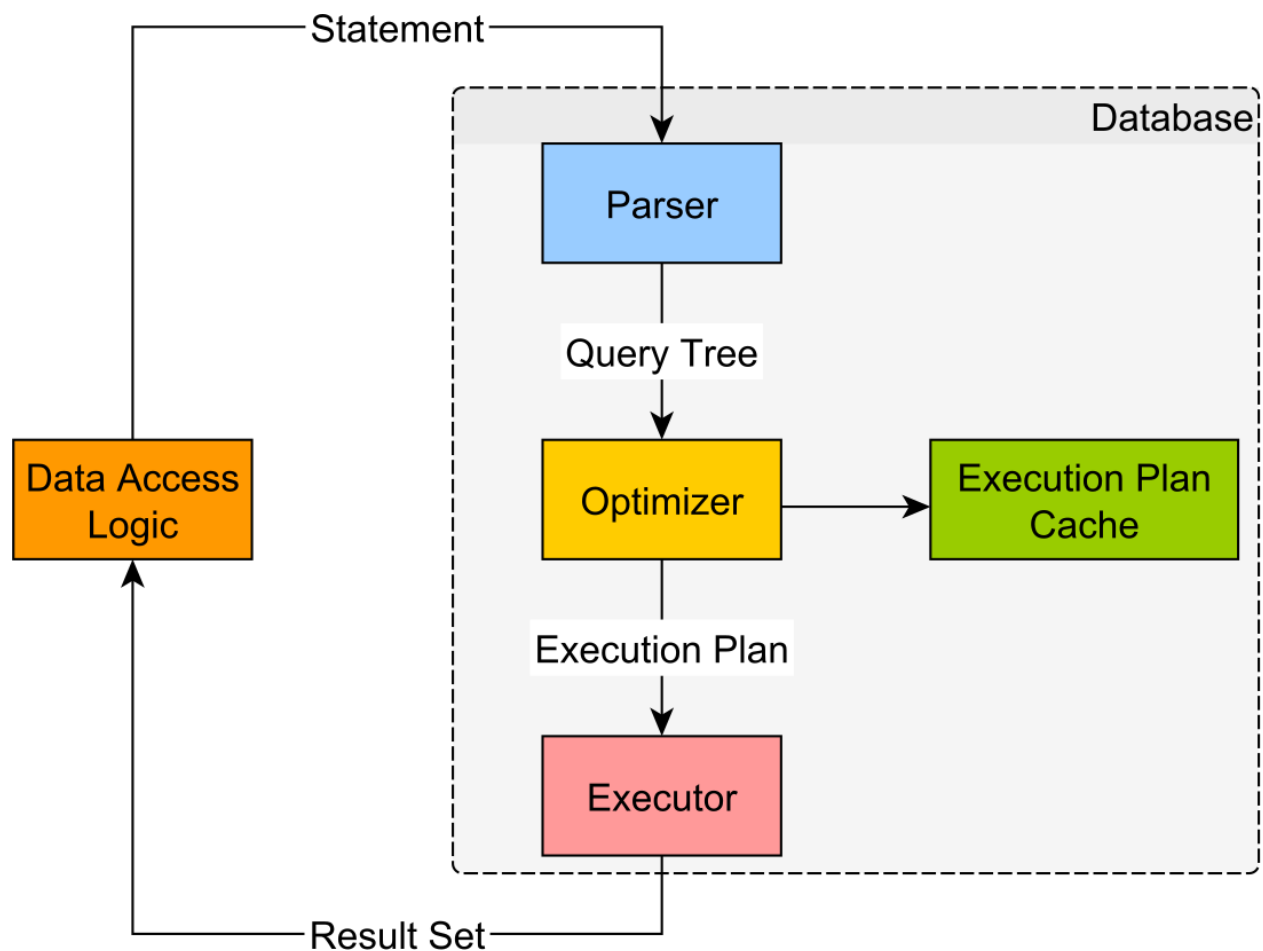 Statement
Database
Parser
Query Tree
Data Access
Logic
Optimizer
Execution Plan
Cache
Execution Plan
Executor
Result Set